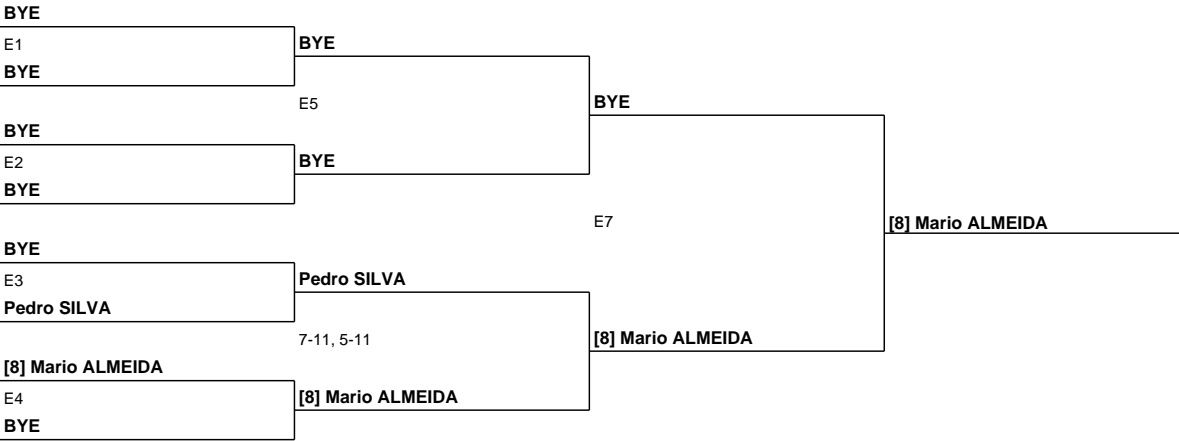 BYE
E1
BYE
BYE
E2
BYE
BYE
E3
Pedro SILVA
[8] Mario ALMEIDA
E4
BYE
BYE
E5
BYE
Pedro SILVA
7-11, 5-11
[8] Mario ALMEIDA
BYE
E7
[8] Mario ALMEIDA
[8] Mario ALMEIDA